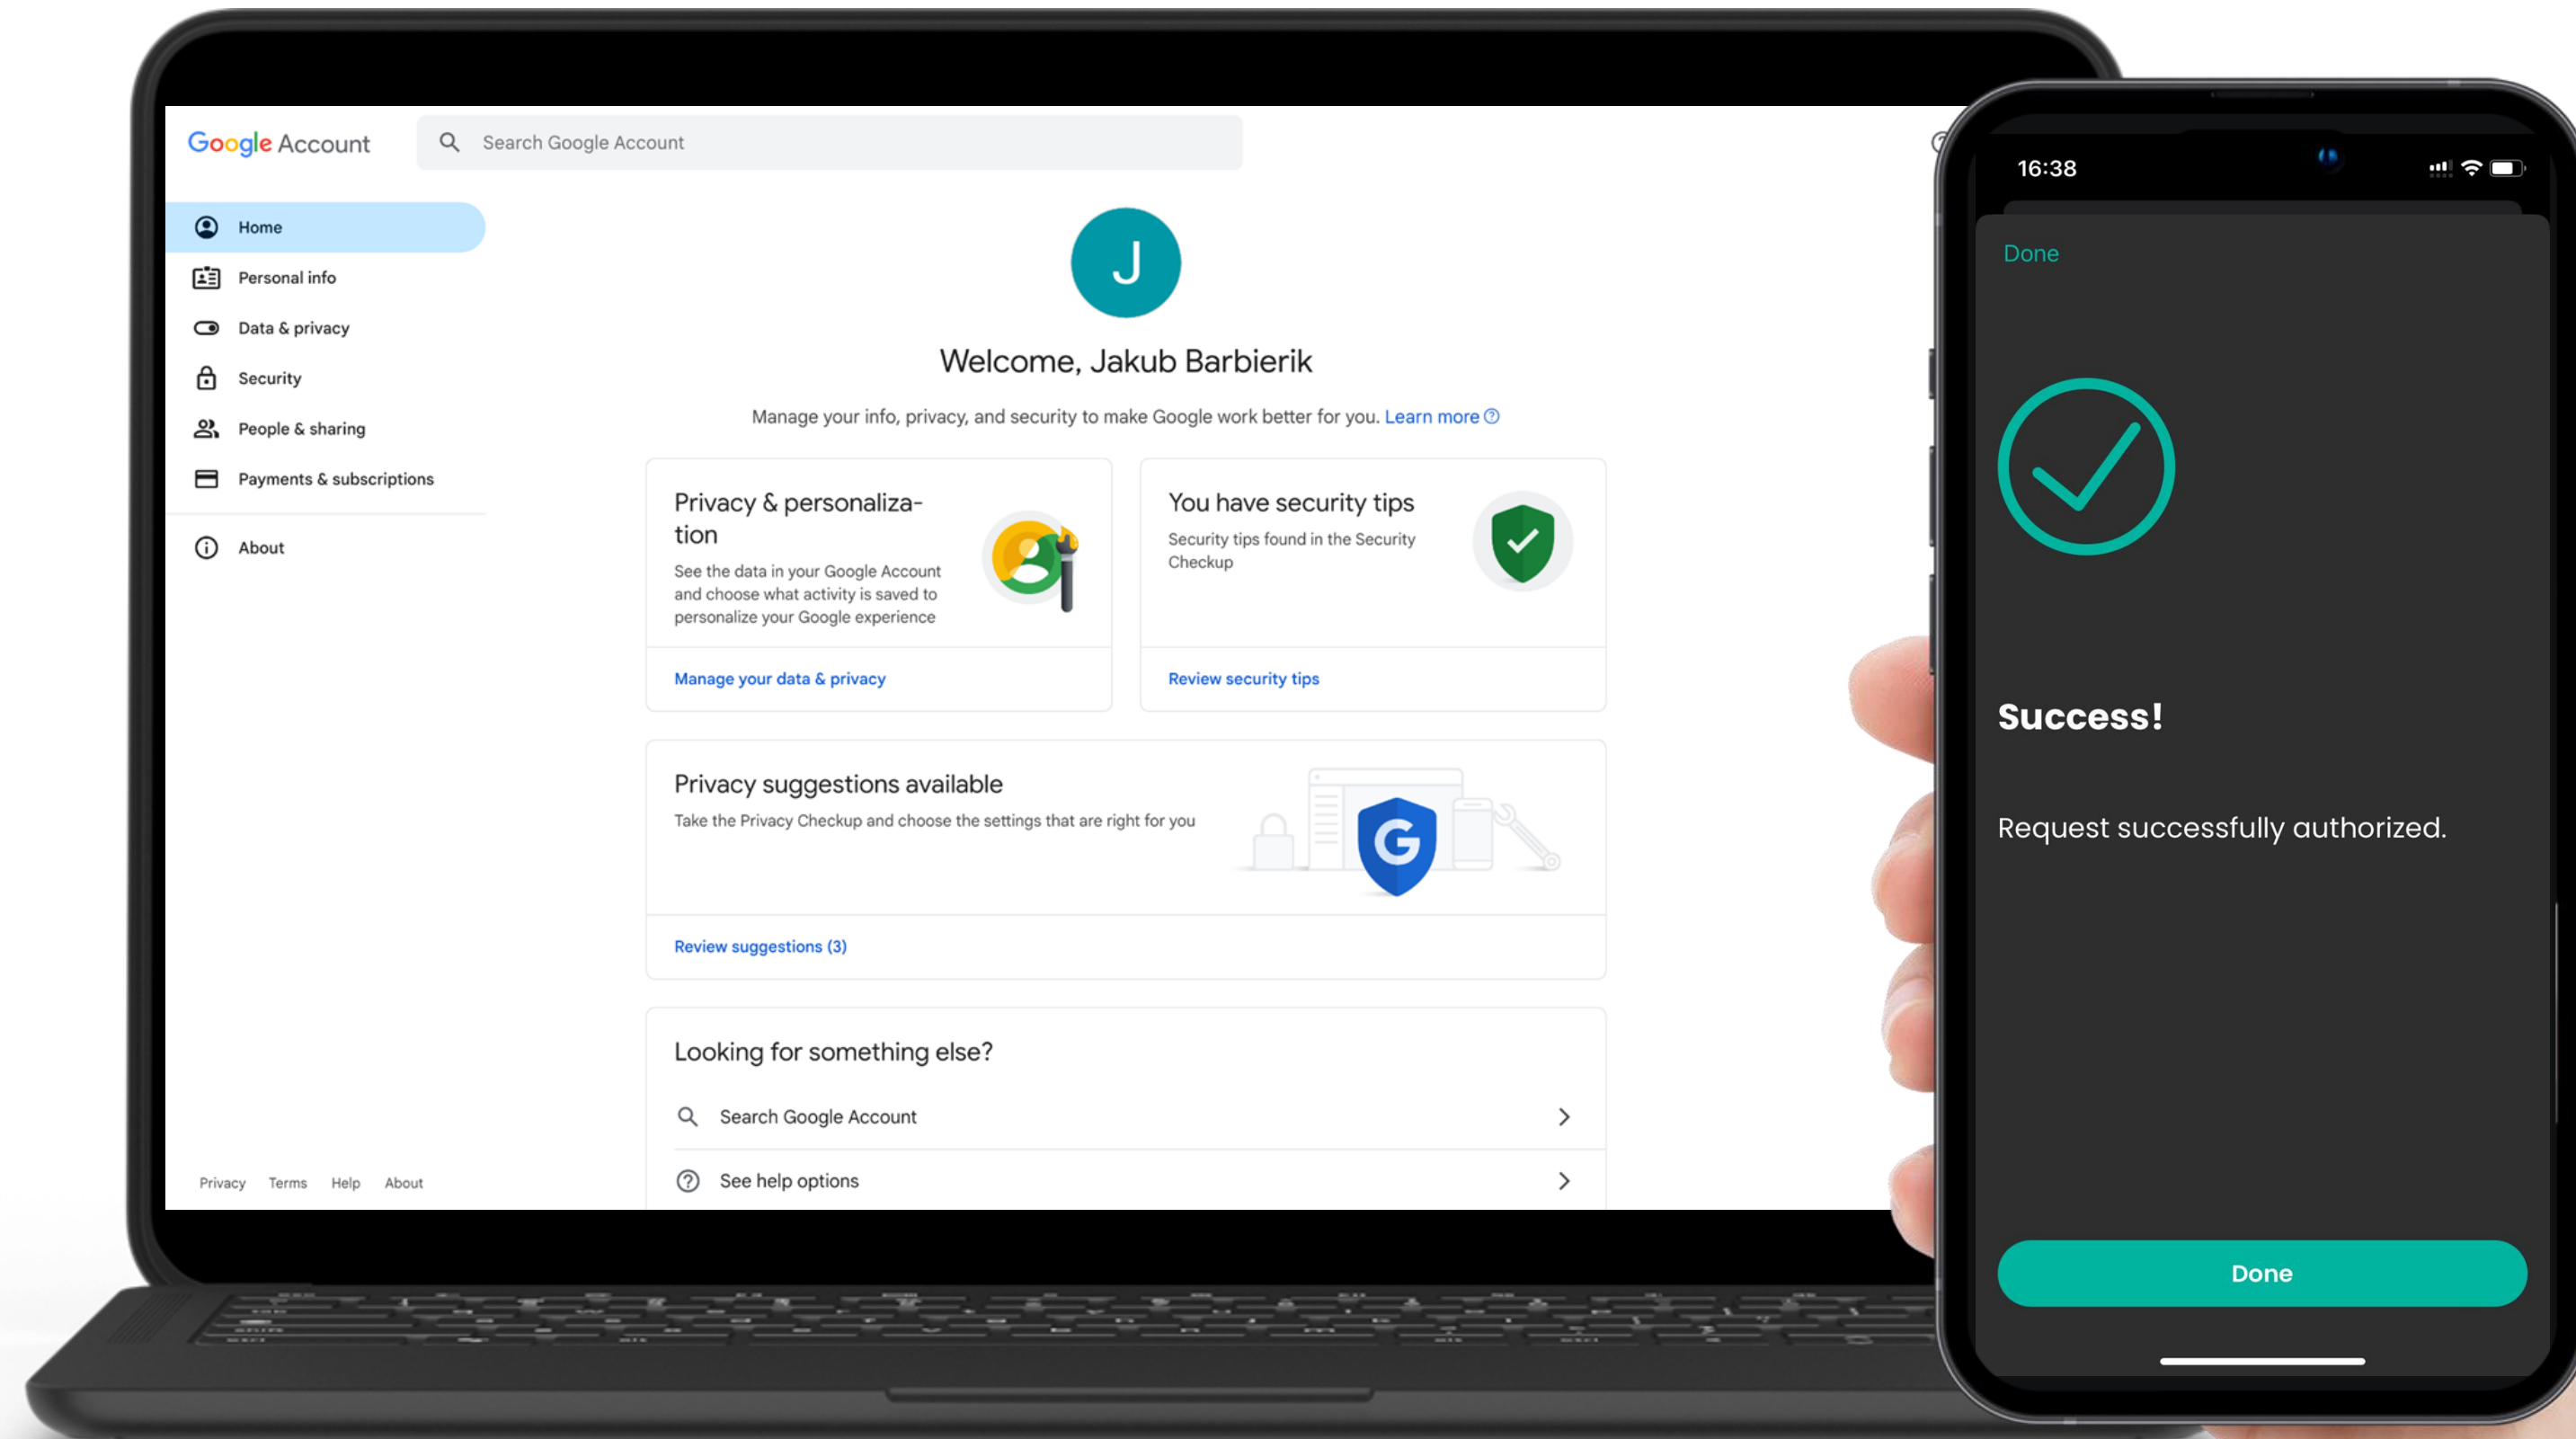 Google Account
Search Google Account
Home
Personal info
Data & privacy
Security
People & sharing
Payments & subscriptions
About
J
Welcome, Jakub Barbierik
Manage your info, privacy, and security to make Google work better for you. Learn more
Privacy & personaliza-
tion
See the data in your Google Account
and choose what activity is saved to
personalize your Google experience
Manage your data & privacy
You have security tips
Security tips found in the Security
Checkup
Review security tips
Privacy suggestions available
Take the Privacy Checkup and choose the settings that are right for you
G
Review suggestions (3)
Looking for something else?
Search Google Account
See help options
Privacy Terms Help About
16:38
Done
Success!
Request successfully authorized.
Done